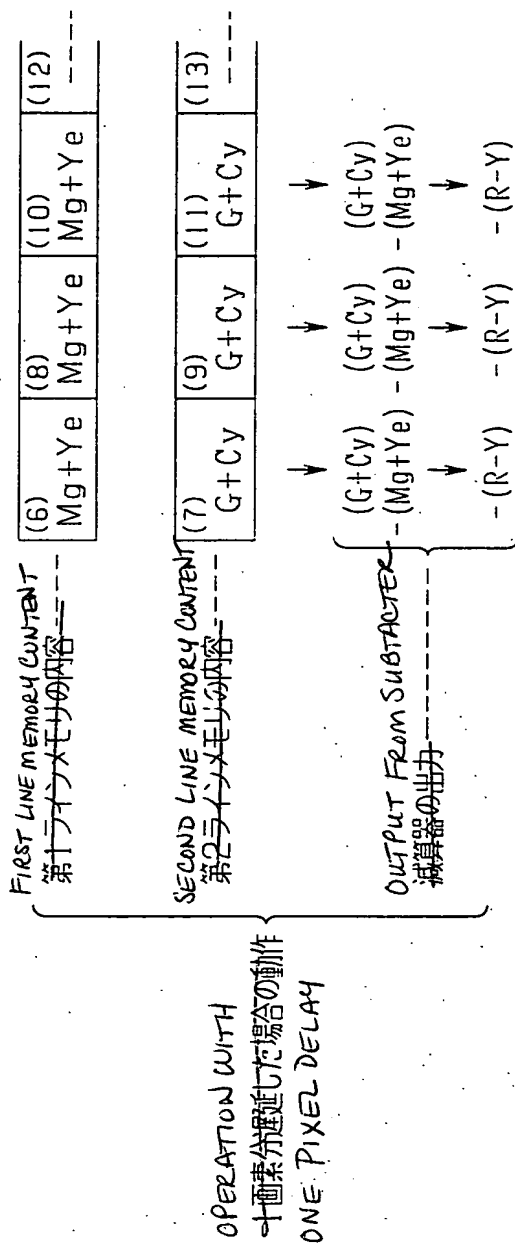 OPERATION WITH
1画素分遅延した場合の動作
ONE PIXEL DELAY
FIRST LINE MEMORY CONTENT
第1ラインメモリの内容-----
(6) (8) (10) (12)
Mg+Ye Mg+Ye Mg+Ye ----
SECOND LINE MEMORY CONTENT
第2ラインメモリの内容-----
(7) (9) (11) (13)
G+Cy G+Cy G+Cy ----
OUTPUT FROM SUBTACTER
減算器の出力---------
(G+Cy) (G+Cy) (G+Cy)
-(Mg+Ye) -(Mg+Ye) -(Mg+Ye)
-(R-Y) -(R-Y) -(R-Y)